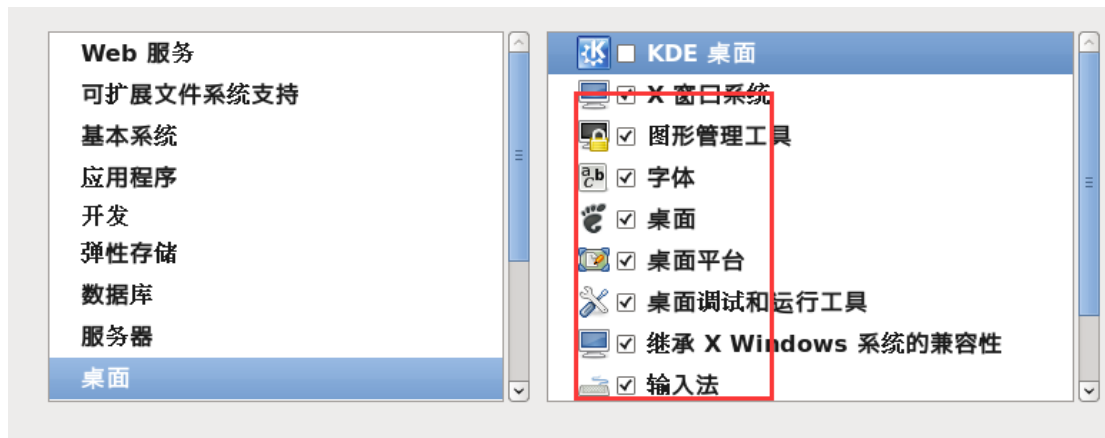 Web 服务
可扩展文件系统支持
基本系统
应用程序
开发
弹性存储
数据库
服务器
桌面
KDE 桌面
X 窗口系统
图形管理工具
字体
桌面
桌面平台
桌面调试和运行工具
继承 X Windows 系统的兼容性
输入法